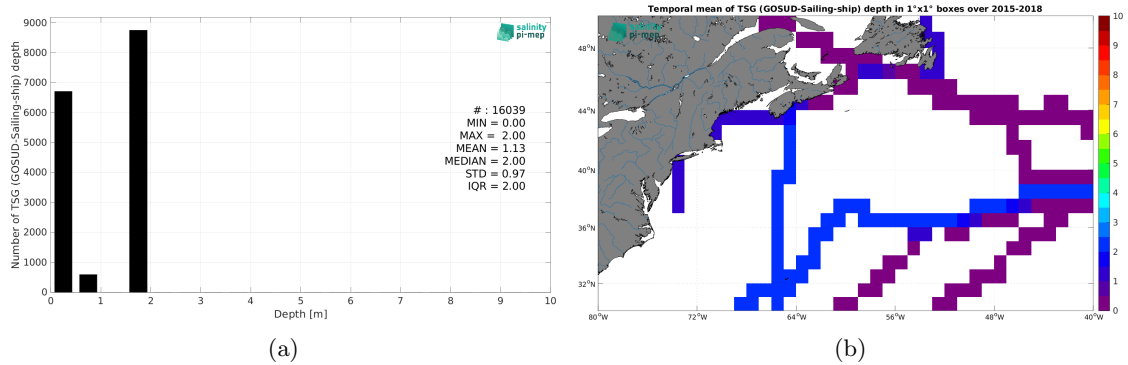 9000
8000
7000
6000
5000
4000
3000
2000
1000
0
Number of TSG (GOSUD-Sailing-ship) depth
salinity
pi-mep
# : 16039
MIN = 0.00
MAX = 2.00
MEAN = 1.13
MEDIAN = 2.00
STD = 0.97
IQR = 2.00
0 1 2 3 4 5 6 7 8 9 10
Depth [m]
(a)
Temporal mean of TSG (GOSUD-Sailing-ship) depth in 1°x1° boxes over 2015-2018
salinity
pi-mep
48°N
44°N
40°N
36°N
32°N
80°W 72°W 64°W 56°W 48°W 40°W
10
9
8
7
6
5
4
3
2
1
0
(b)